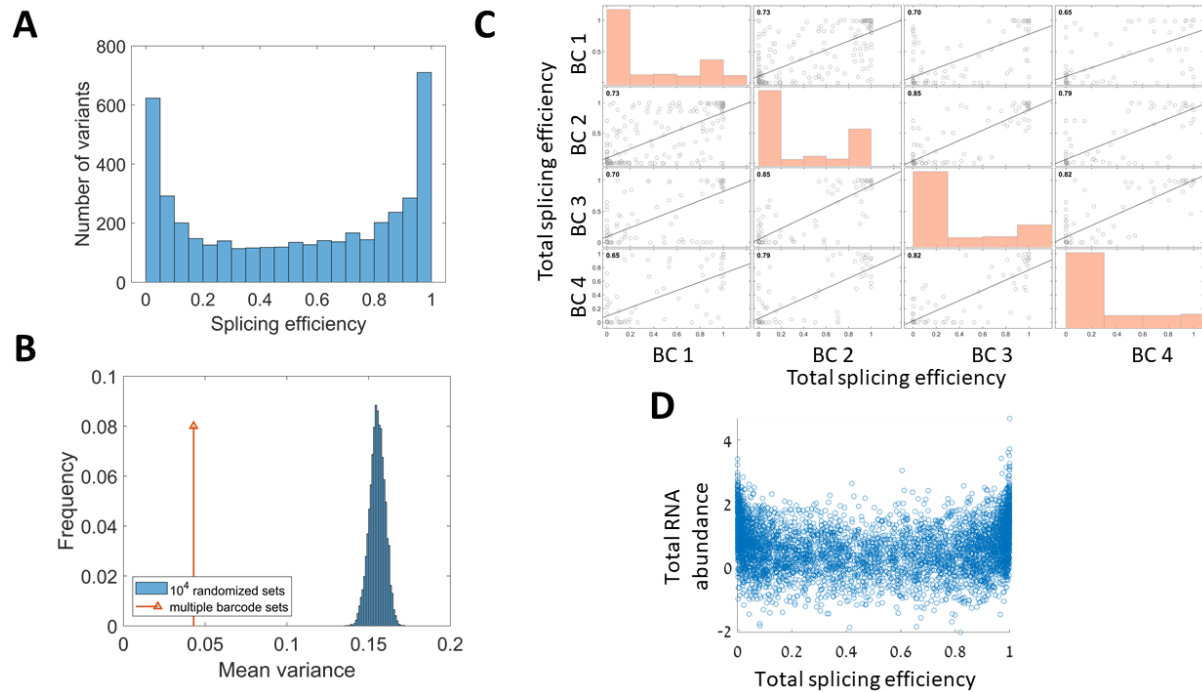 A
800
600
400
200
0
Number of variants
0 0.2 0.4 0.6 0.8 1
Splicing efficiency
B
0.1
0.08
0.06
0.04
0.02
0
Frequency
10^4 randomized sets
multiple barcode sets
0 0.05 0.1 0.15 0.2
Mean variance
C
Total splicing efficiency
BC 1
BC 2
BC 3
BC 4
0.73 0.70 0.65
0.73 0.85 0.79
0.70 0.85 0.82
0.65 0.79 0.82
BC 1 BC 2 BC 3 BC 4
Total splicing efficiency
D
4
2
0
-2
Total RNA
abundance
0 0.2 0.4 0.6 0.8 1
Total splicing efficiency